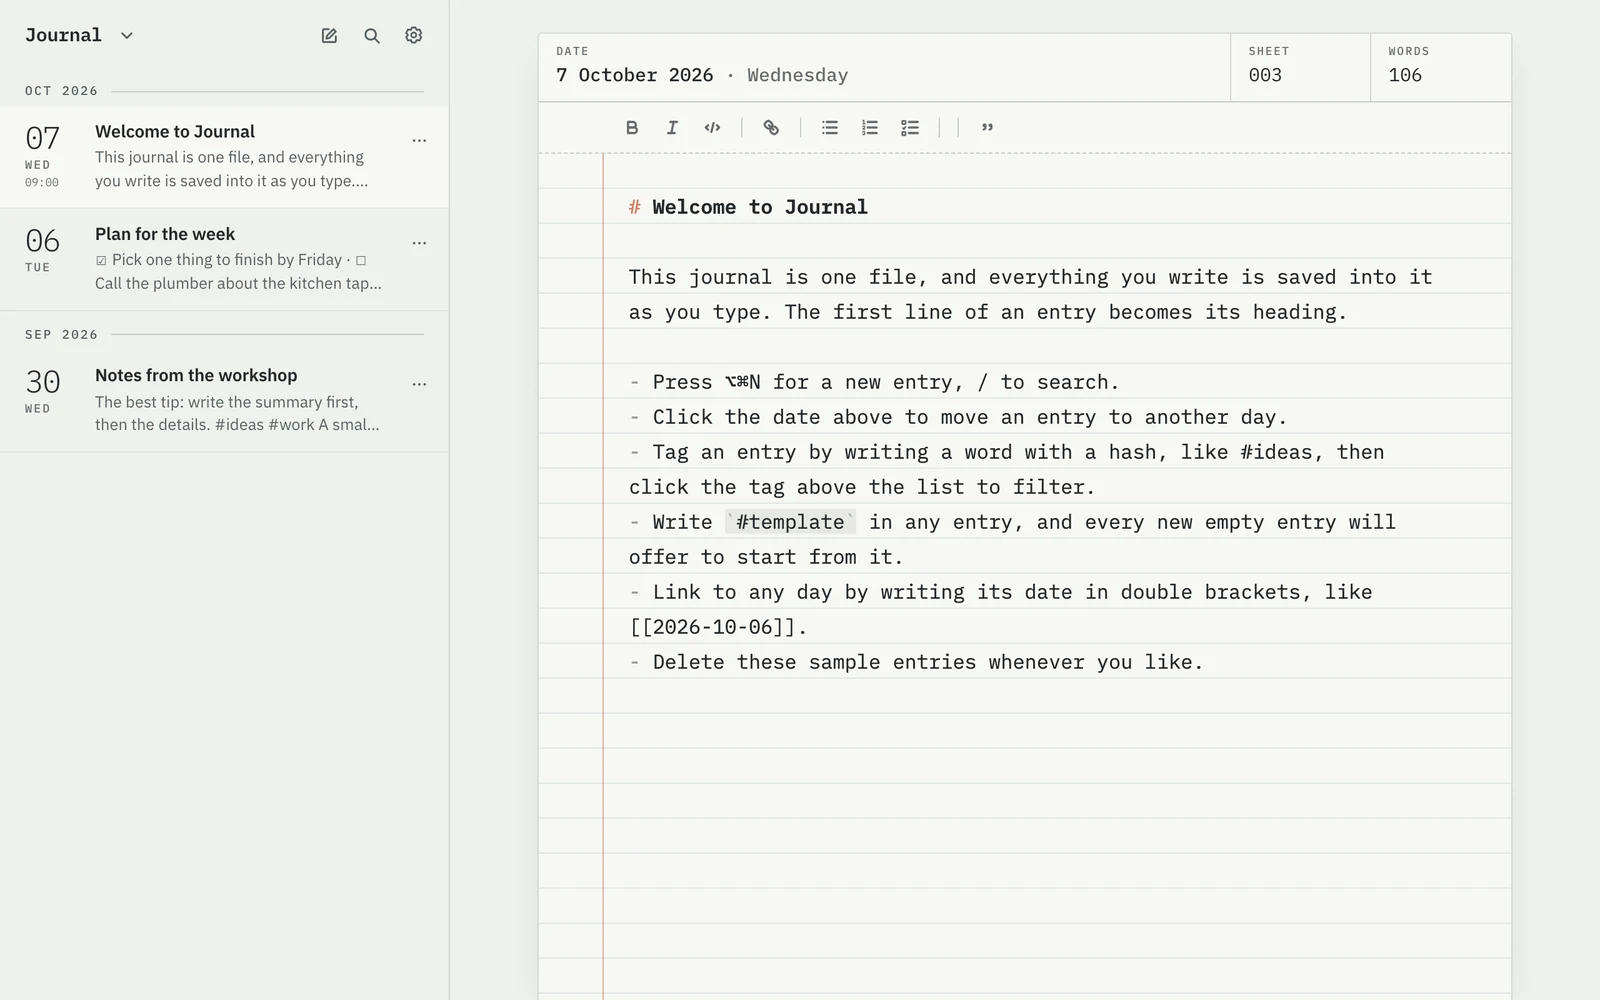 Journal
OCT 2026
07
WED
09:00
Welcome to Journal
This journal is one file, and everything
you write is saved into it as you type....
06
TUE
Plan for the week
☑ Pick one thing to finish by Friday · ☐
Call the plumber about the kitchen tap...
SEP 2026
30
WED
Notes from the workshop
The best tip: write the summary first,
then the details. #ideas #work A smal...
DATE
7 October 2026 · Wednesday
SHEET
003
WORDS
106
# Welcome to Journal
This journal is one file, and everything you write is saved into it
as you type. The first line of an entry becomes its heading.
- Press ⌥⌘N for a new entry, / to search.
- Click the date above to move an entry to another day.
- Tag an entry by writing a word with a hash, like #ideas, then
click the tag above the list to filter.
- Write `#template` in any entry, and every new empty entry will
offer to start from it.
- Link to any day by writing its date in double brackets, like
[[2026-10-06]].
- Delete these sample entries whenever you like.